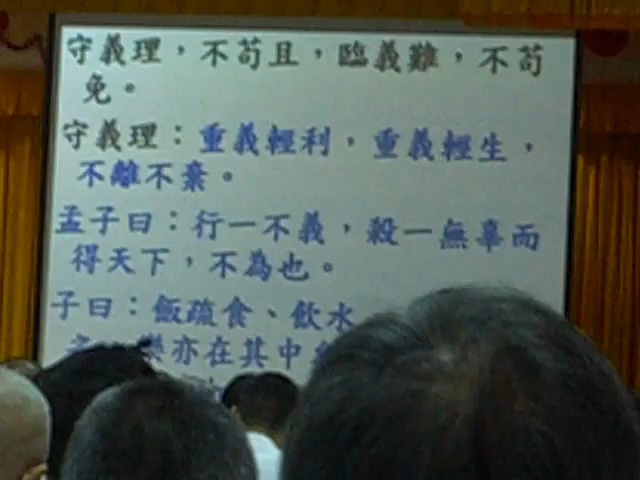 守義理，不苟且，臨義難，不苟
免。
守義理：重義輕利，重義輕生，
不離不棄。
孟子曰：行一不義，殺一無辜而
得天下，不為也。
子曰：飯疏食、飲水
樂亦在其中